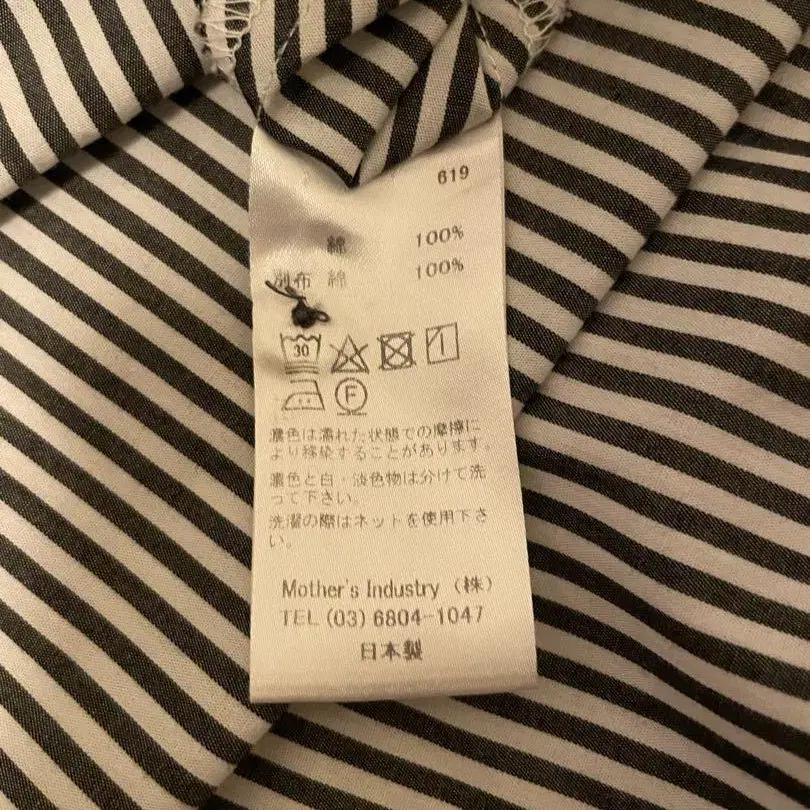 619
綿 100%
別布 綿 100%
30
F
濃色は濡れた状態での摩擦に
より移染することがあります。
濃色と白・淡色物は分けて洗
って下さい。
洗濯の際はネットを使用下さ
い。
Mother's Industry（株）
TEL(03)6804-1047
日本製